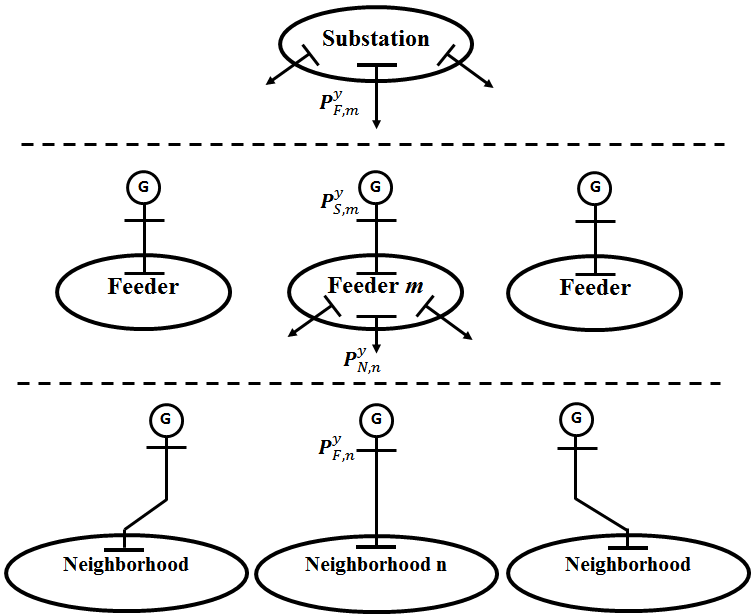 Substation
P^y_{F,m}
G G G
P^y_{S,m}
Feeder Feeder m Feeder
P^y_{N,n}
G G G
P^y_{F,n}
Neighborhood Neighborhood n Neighborhood